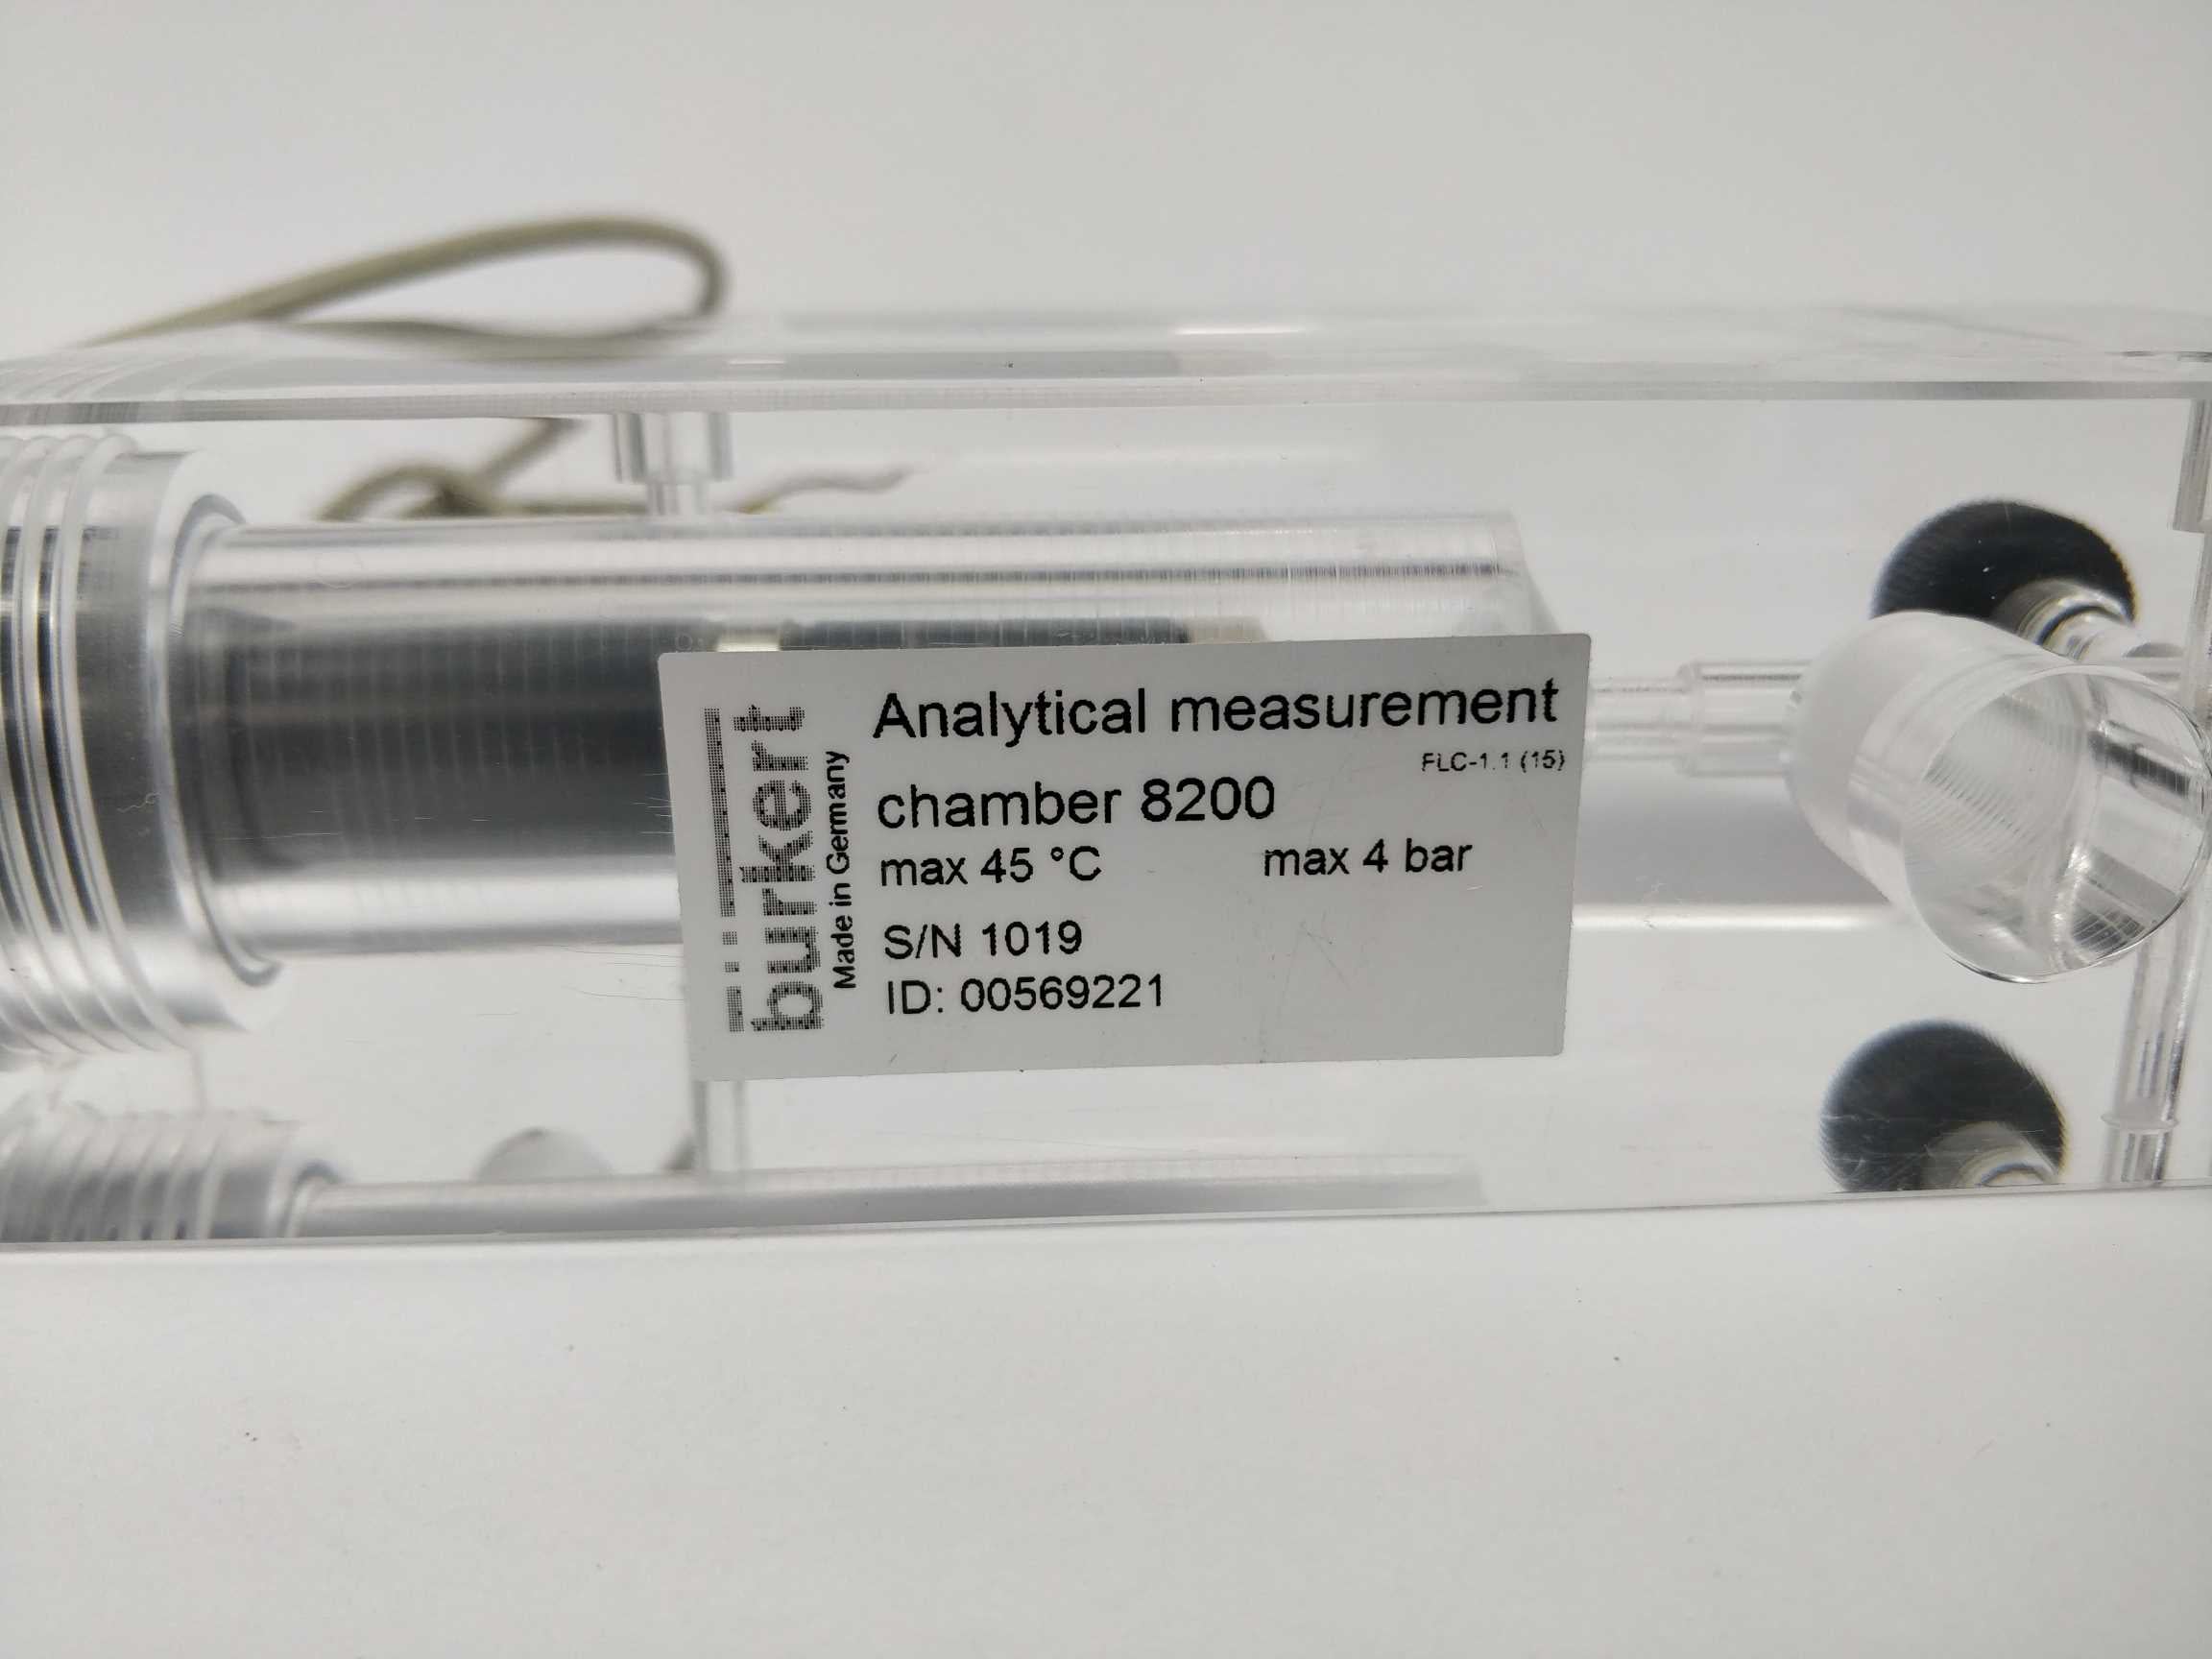 bürkert
Made in Germany
Analytical measurement
FLC-1.1 (15)
chamber 8200
max 45 °C max 4 bar
S/N 1019
ID: 00569221